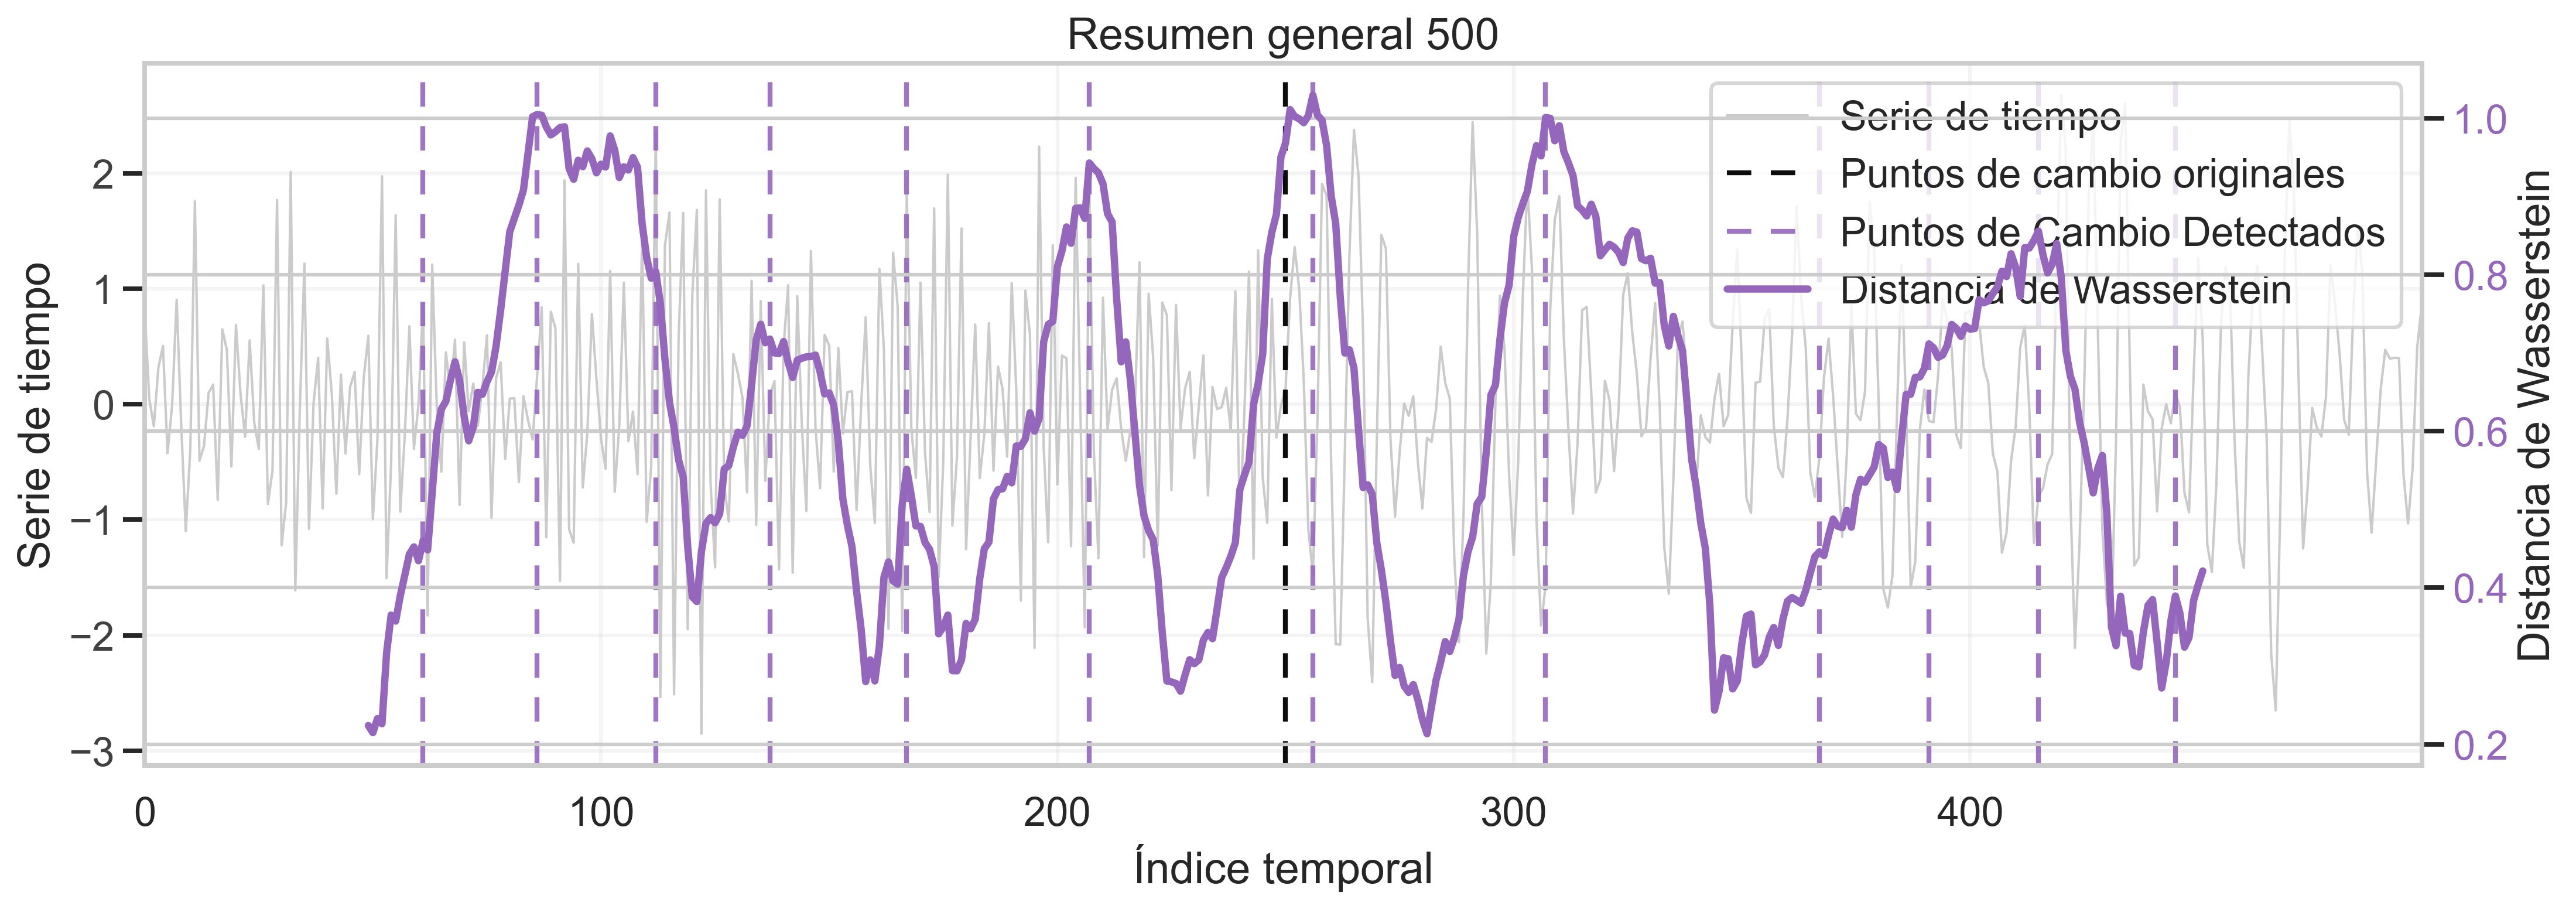 Resumen general 500
Serie de tiempo
2
1
0
−1
−2
−3
Serie de tiempo
Puntos de cambio originales
Puntos de Cambio Detectados
Distancia de Wasserstein
1.0
0.8
0.6
0.4
0.2
Distancia de Wasserstein
0
100
200
300
400
Índice temporal